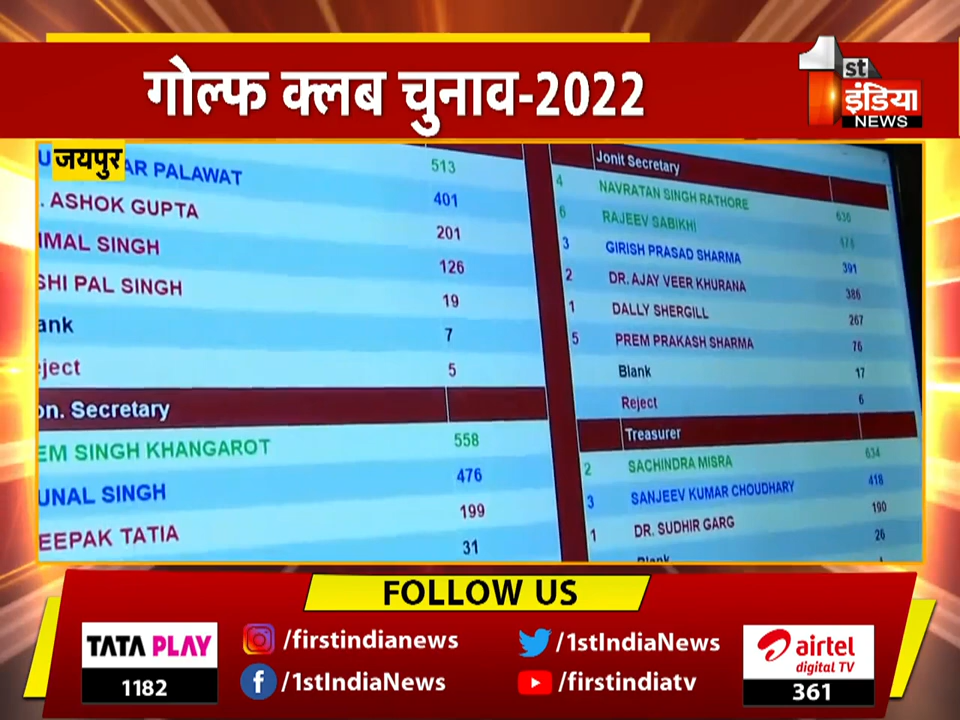 गोल्फ क्लब चुनाव-2022
1st
इंडिया
NEWS
जयपुर
AR PALAWAT 513
. ASHOK GUPTA 401
MAL SINGH 201
SHI PAL SINGH 126
19
ank 7
ject 5
on. Secretary
EM SINGH KHANGAROT 558
UNAL SINGH 476
EEPAK TATIA 199
31
Jonit Secretary
4 NAVRATAN SINGH RATHORE 636
6 RAJEEV SABIKHI
3 GIRISH PRASAD SHARMA 391
2 DR. AJAY VEER KHURANA 386
1 DALLY SHERGILL 267
5 PREM PRAKASH SHARMA 76
Blank 17
Reject 6
Treasurer
2 SACHINDRA MISRA 634
3 SANJEEV KUMAR CHOUDHARY 418
1 DR. SUDHIR GARG 190
Blank 26
FOLLOW US
TATA PLAY
1182
/firstindianews
/1stIndiaNews
/1stIndiaNews
/firstindiatv
airtel
digital TV
361